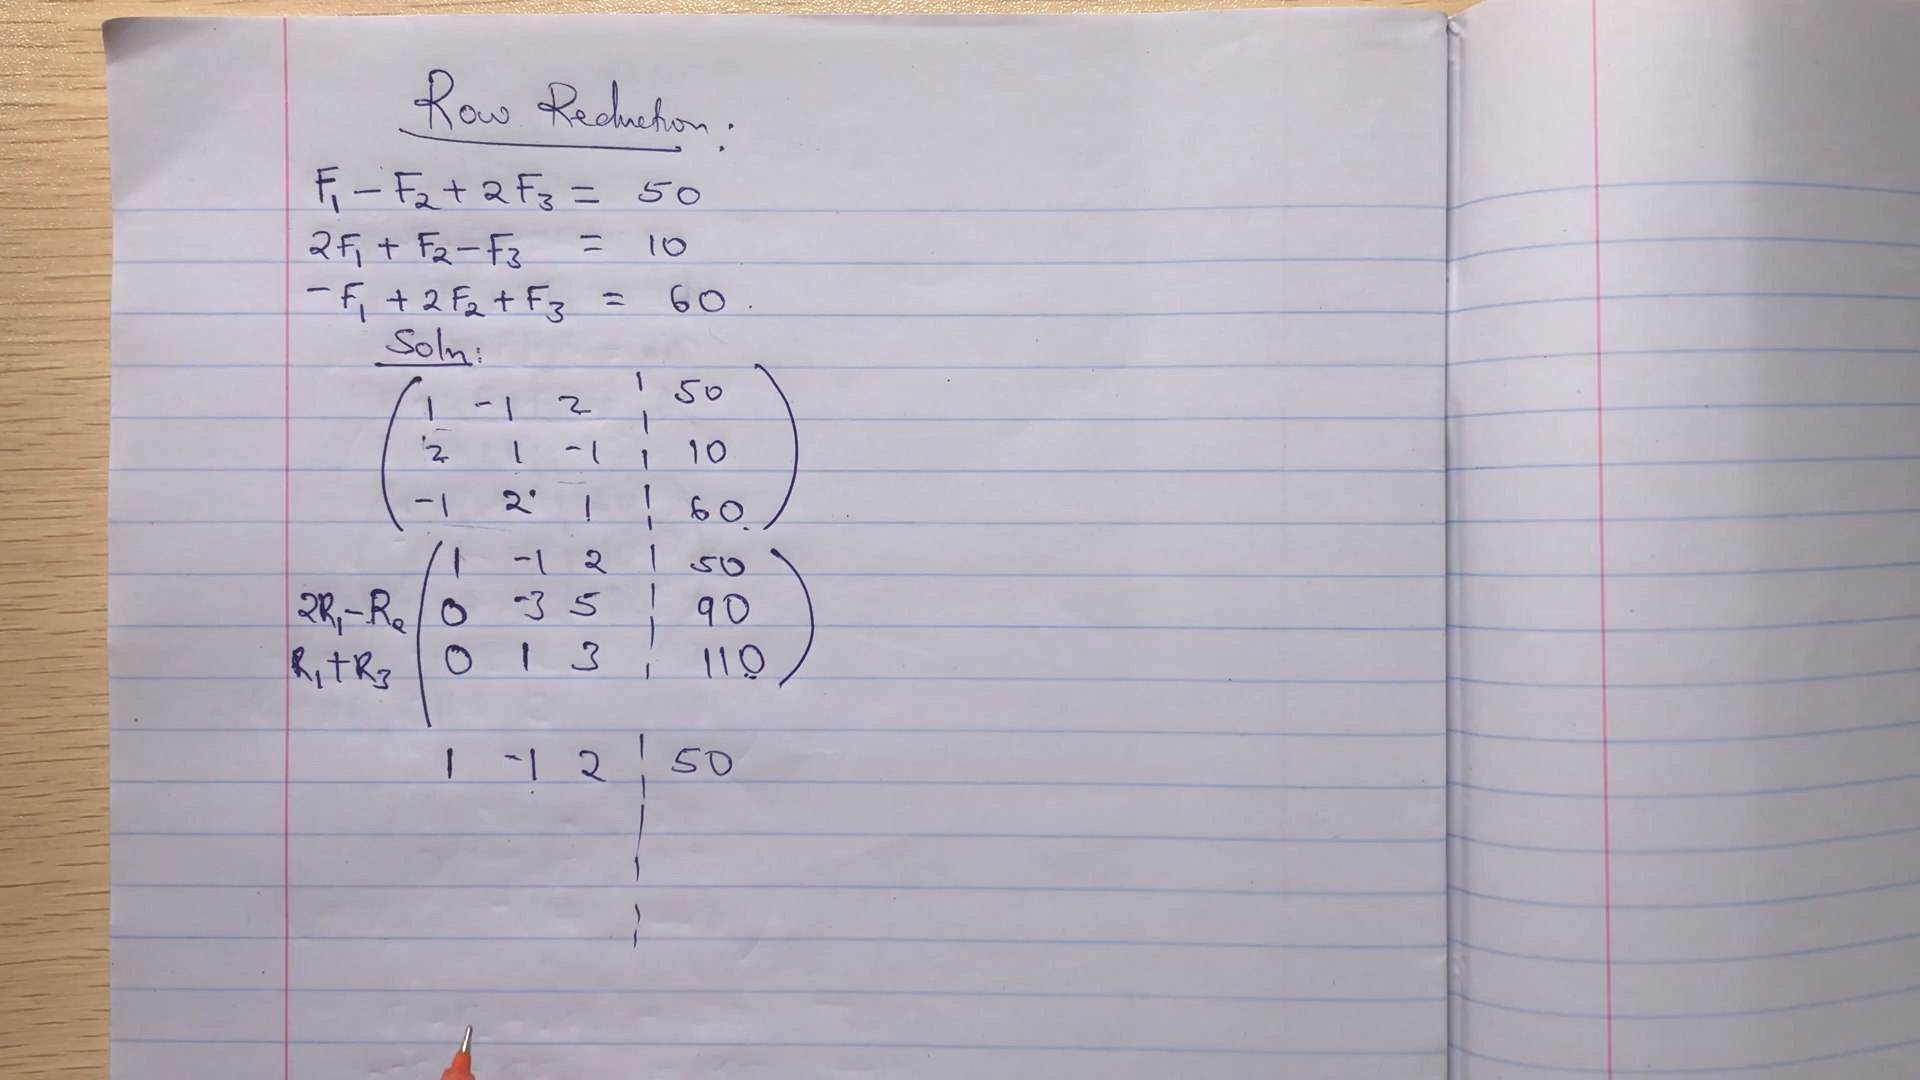 Row Reduction:
F₁ - F₂ + 2F₃ = 50
2F₁ + F₂ - F₃ = 10
-F₁ + 2F₂ + F₃ = 60.
Soln:
1 -1 2 ¦ 50
2 1 -1 ¦ 10
-1 2 1 ¦ 60
1 -1 2 ¦ 50
2R₁-R₂ 0 -3 5 ¦ 90
R₁+R₃ 0 1 3 ¦ 110
1 -1 2 ¦ 50